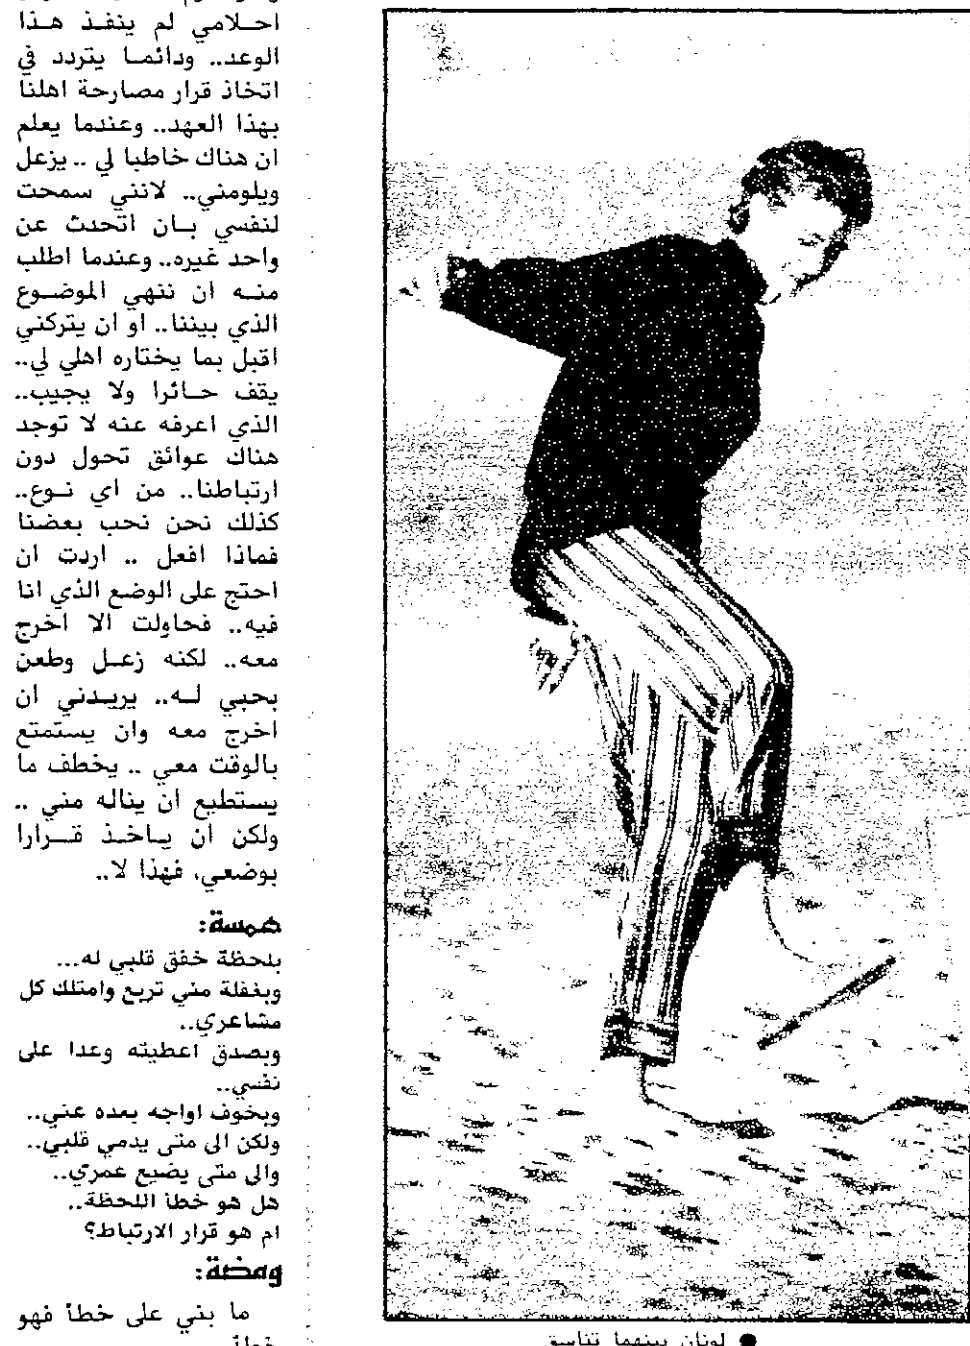 احلامي لم ينفذ هذا
الوعد.. ودائما يتردد في
اتخاذ قرار مصارحة اهلنا
بهذا العهد.. وعندما يعلم
ان هناك خاطبا لي .. يزعل
ويلومني.. لانني سمحت
لنفسي بان اتحدث عن
واحد غيره.. وعندما اطلب
منه ان ننهي الموضوع
الذي بيننا.. او ان يتركني
اقبل بما يختاره اهلي لي..
يقف حائرا ولا يجيب..
الذي اعرفه عنه لا توجد
هناك عوائق تحول دون
ارتباطنا.. من اي نوع..
كذلك نحن نحب بعضنا
فماذا افعل .. اردت ان
احتج على الوضع الذي انا
فيه.. فحاولت الا اخرج
معه.. لكنه زعل وطعن
بحبي له.. يريدني ان
اخرج معه وان يستمتع
بالوقت معي .. يخطف ما
يستطيع ان يناله مني ..
ولكن ان ياخذ قرارا
بوضعي، فهذا لا..
همسة:
بلحظة خفق قلبي له...
وبغفلة مني تربع وامتلك كل
مشاعري..
وبصدق اعطيته وعدا على
نفسي..
وبخوف اواجه بعده عني..
ولكن الى متى يدمي قلبي..
والى متى يضيع عمري..
هل هو خطأ اللحظة..
ام هو قرار الارتباط؟
ومضة:
ما بني على خطأ فهو
خطأ
● لونان بينهما تناسق